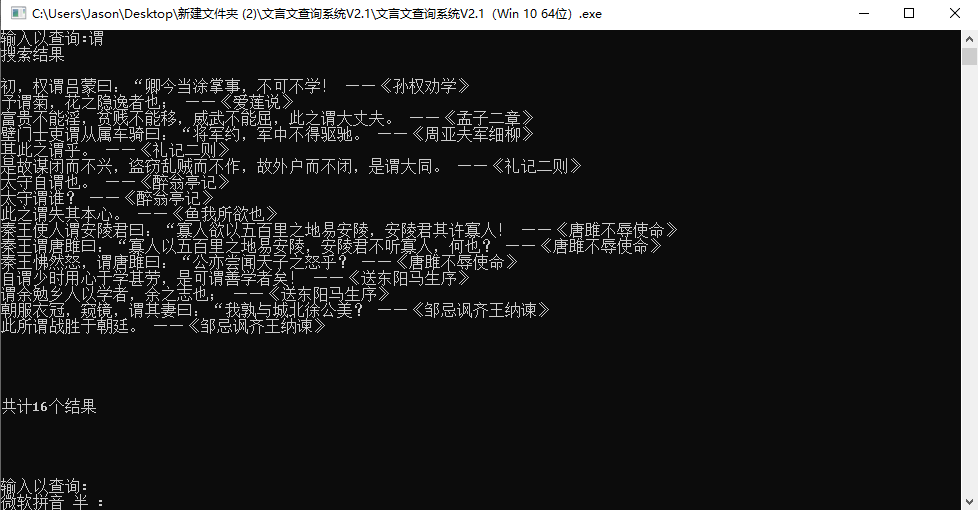 C:\Users\Jason\Desktop\新建文件夹 (2)\文言文查询系统V2.1\文言文查询系统V2.1（Win 10 64位）.exe
输入以查询:谓
搜索结果
初，权谓吕蒙曰：“卿今当涂掌事，不可不学！ ——《孙权劝学》
予谓菊，花之隐逸者也； ——《爱莲说》
富贵不能淫，贫贱不能移，威武不能屈，此之谓大丈夫。 ——《孟子二章》
壁门士吏谓从属车骑曰：“将军约，军中不得驱驰。 ——《周亚夫军细柳》
其此之谓乎。 ——《礼记二则》
是故谋闭而不兴，盗窃乱贼而不作，故外户而不闭，是谓大同。 ——《礼记二则》
太守自谓也。 ——《醉翁亭记》
太守谓谁？ ——《醉翁亭记》
此之谓失其本心。 ——《鱼我所欲也》
秦王使人谓安陵君曰：“寡人欲以五百里之地易安陵，安陵君其许寡人！ ——《唐雎不辱使命》
秦王谓唐雎曰：“寡人以五百里之地易安陵，安陵君不听寡人，何也？ ——《唐雎不辱使命》
秦王怫然怒，谓唐雎曰：“公亦尝闻天子之怒乎？ ——《唐雎不辱使命》
自谓少时用心于学甚劳，是可谓善学者矣！ ——《送东阳马生序》
谓余勉乡人以学者，余之志也； ——《送东阳马生序》
朝服衣冠，窥镜，谓其妻曰：“我孰与城北徐公美？ ——《邹忌讽齐王纳谏》
此所谓战胜于朝廷。 ——《邹忌讽齐王纳谏》
共计16个结果
输入以查询:
微软拼音 半 :